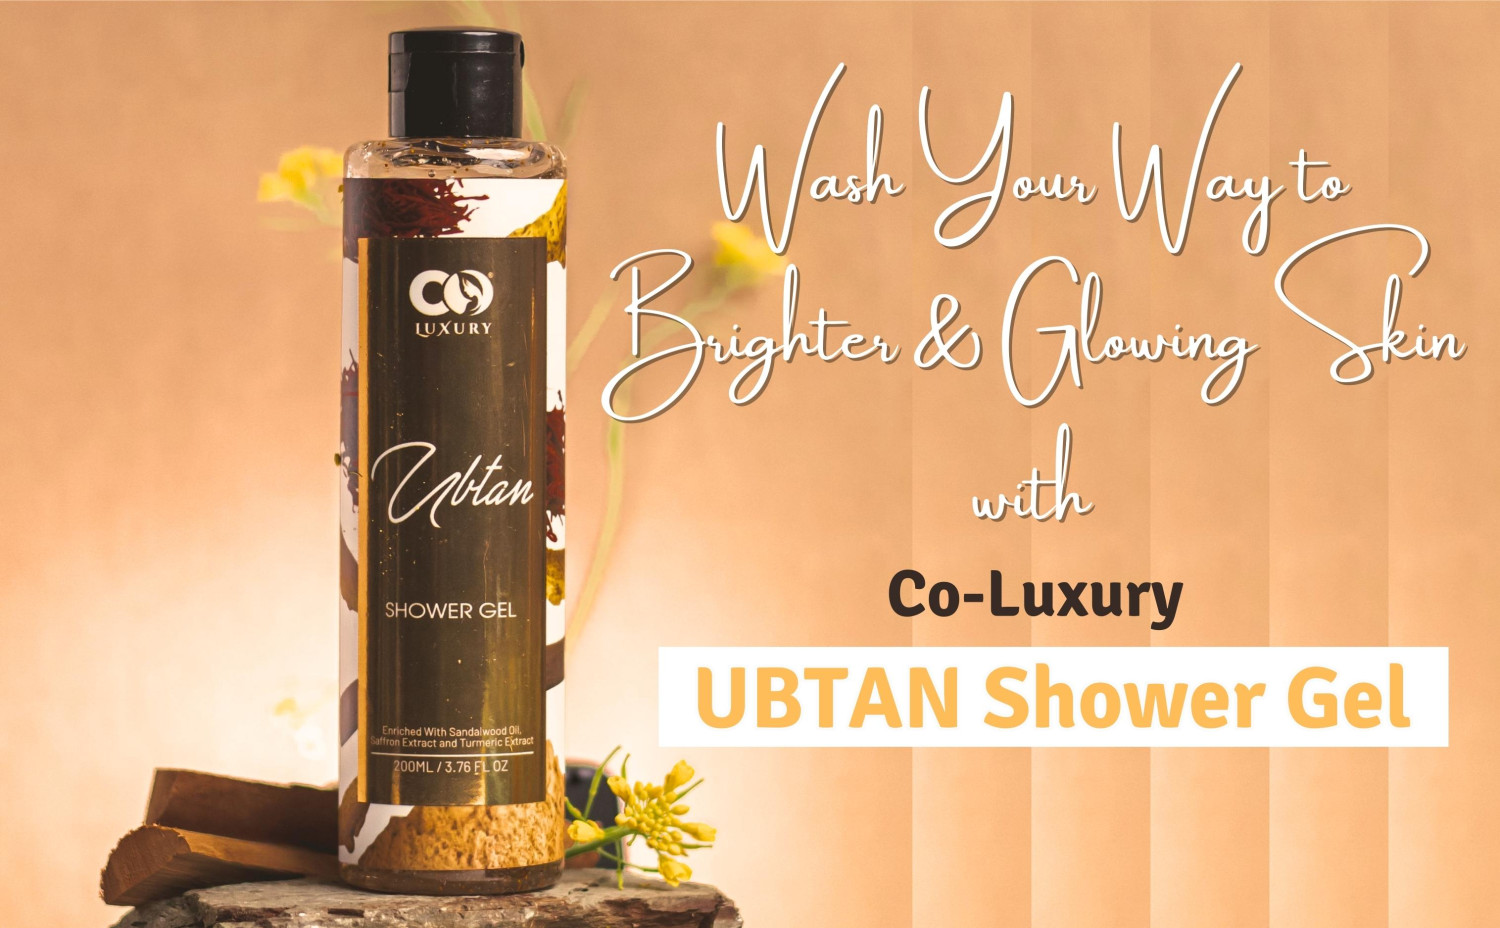 CO
LUXURY
Ubtan
SHOWER GEL
Enriched With Sandalwood Oil,
Saffron Extract and Turmeric Extract
200ML / 3.76 FL OZ
Wash Your Way to
Brighter & Glowing Skin
with
Co-Luxury
UBTAN Shower Gel